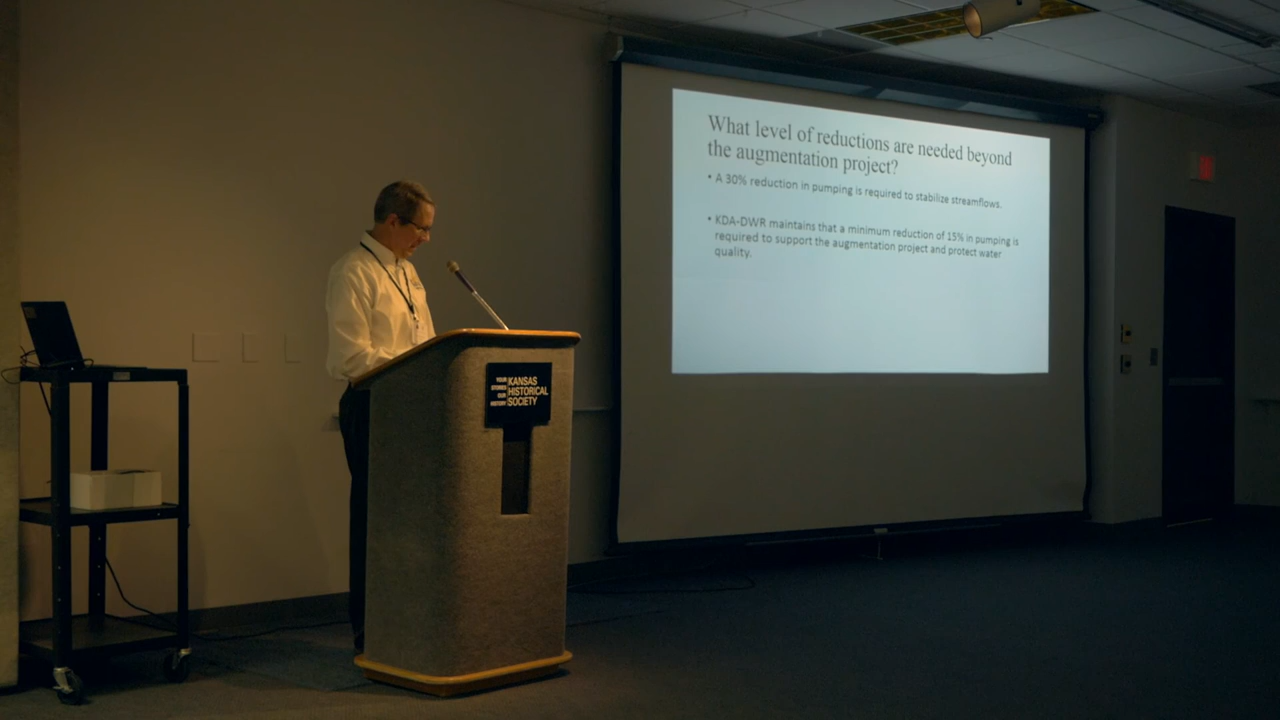 What level of reductions are needed beyond
the augmentation project?
• A 30% reduction in pumping is required to stabilize streamflows.
• KDA-DWR maintains that a minimum reduction of 15% in pumping is
required to support the augmentation project and protect water
quality.
YOUR
STORIES
OUR
HISTORY
KANSAS
HISTORICAL
SOCIETY